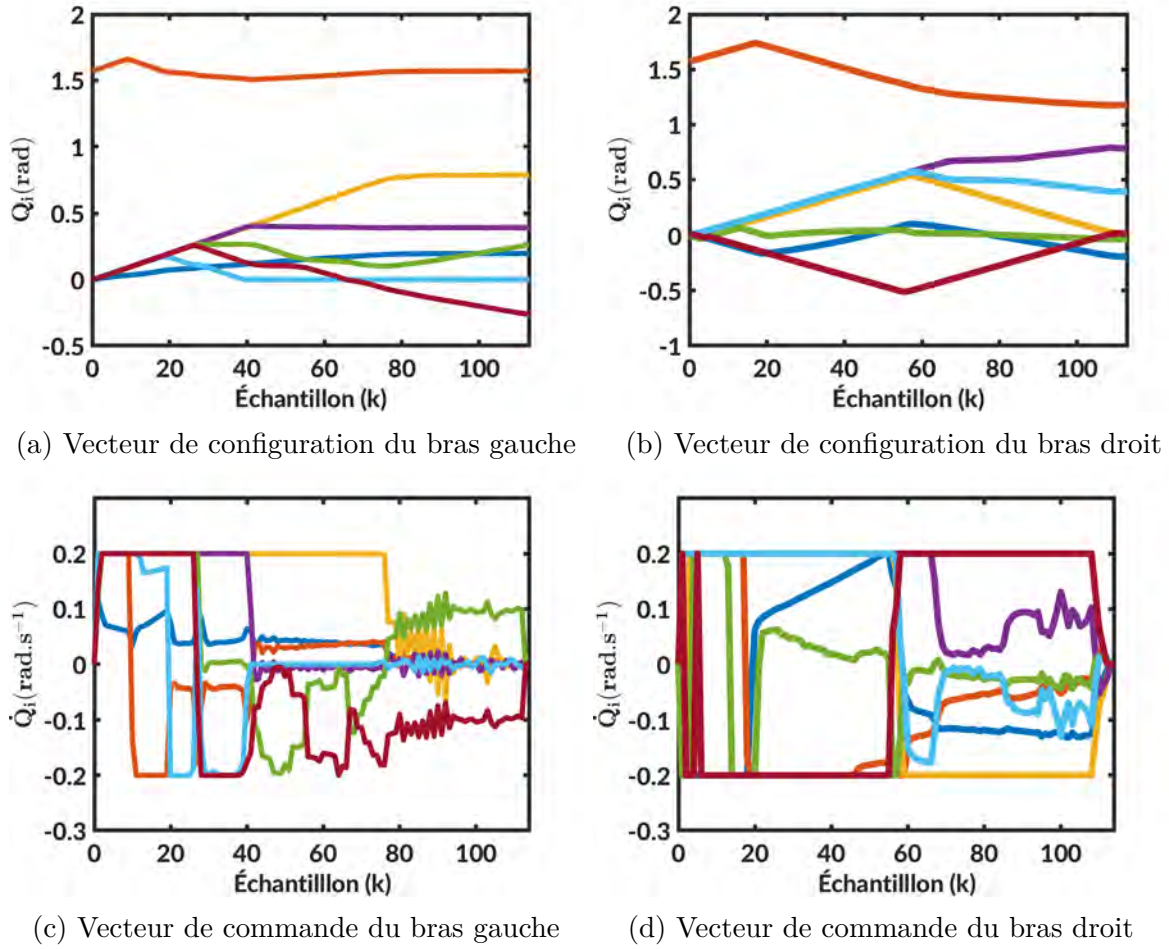 2
1.5
1
0.5
0
-0.5
Qᵢ(rad)
0 20 40 60 80 100
Échantillon (k)
(a) Vecteur de configuration du bras gauche
2
1.5
1
0.5
0
-0.5
-1
Qᵢ(rad)
0 20 40 60 80 100
Échantillon (k)
(b) Vecteur de configuration du bras droit
0.2
0.1
0
-0.1
-0.2
-0.3
Q̇ᵢ(rad.s⁻¹)
0 20 40 60 80 100
Échantilllon (k)
(c) Vecteur de commande du bras gauche
0.2
0.1
0
-0.1
-0.2
-0.3
Q̇ᵢ(rad.s⁻¹)
0 20 40 60 80 100
Échantilllon (k)
(d) Vecteur de commande du bras droit